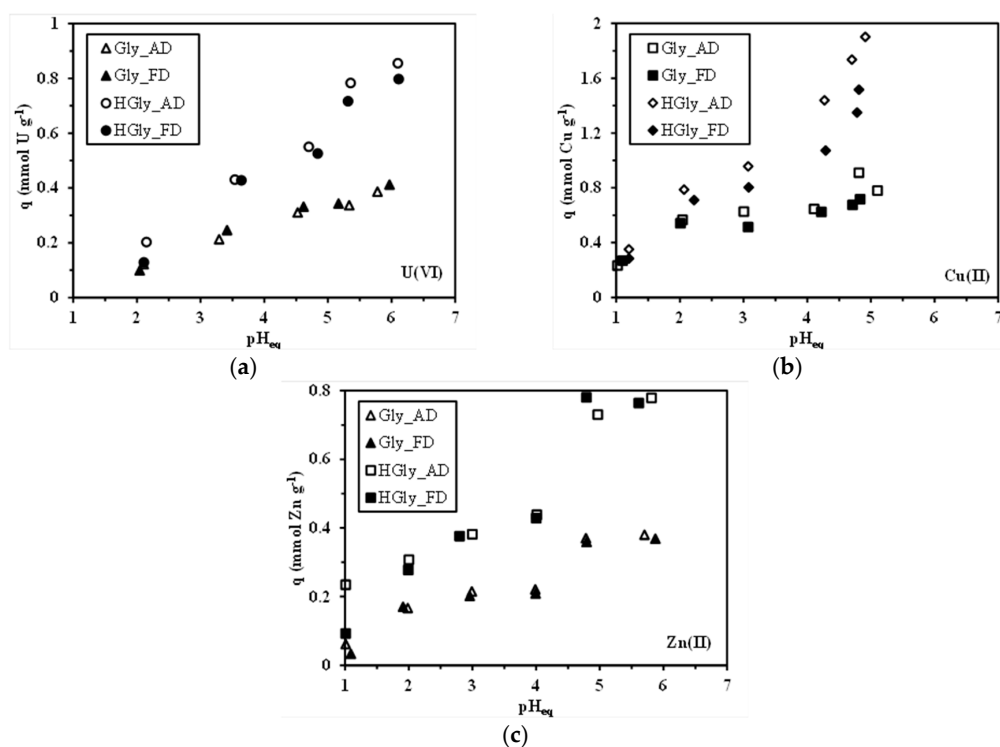 1
0.8
0.6
0.4
0.2
0
q (mmol U g-1)
Gly_AD
Gly_FD
HGly_AD
HGly_FD
U(VI)
1 2 3 4 5 6 7
pHeq
(a)
2
1.6
1.2
0.8
0.4
0
q (mmol Cu g-1)
Gly_AD
Gly_FD
HGly_AD
HGly_FD
Cu(II)
1 2 3 4 5 6 7
pHeq
(b)
0.8
0.6
0.4
0.2
0
q (mmol Zn g-1)
Gly_AD
Gly_FD
HGly_AD
HGly_FD
Zn(II)
1 2 3 4 5 6 7
pHeq
(c)